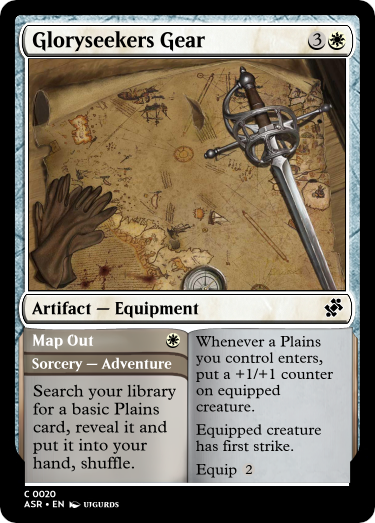 Gloryseekers Gear 3
Artifact — Equipment
Map Out
Sorcery — Adventure
Search your library
for a basic Plains
card, reveal it and
put it into your
hand, shuffle.
Whenever a Plains
you control enters,
put a +1/+1 counter
on equipped
creature.
Equipped creature
has first strike.
Equip 2
C 0020
ASR • EN UTGURDS